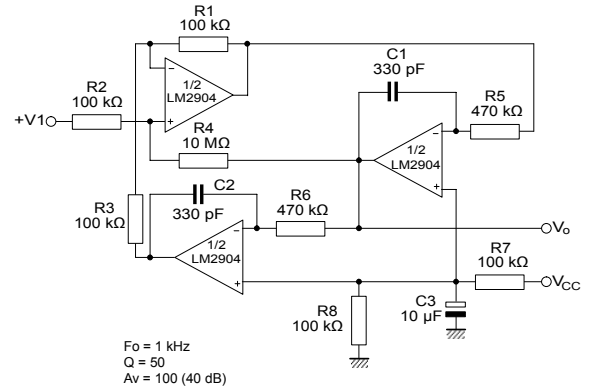 R1
100 kΩ
C1
330 pF
R2
100 kΩ
−
1/2
LM2904
+
R5
470 kΩ
+V1
R4
10 MΩ
−
1/2
LM2904
+
C2
330 pF
R6
470 kΩ
R3
100 kΩ
−
1/2
LM2904
+
Vo
R7
100 kΩ
VCC
R8
100 kΩ
C3
10 µF
Fo = 1 kHz
Q = 50
Av = 100 (40 dB)